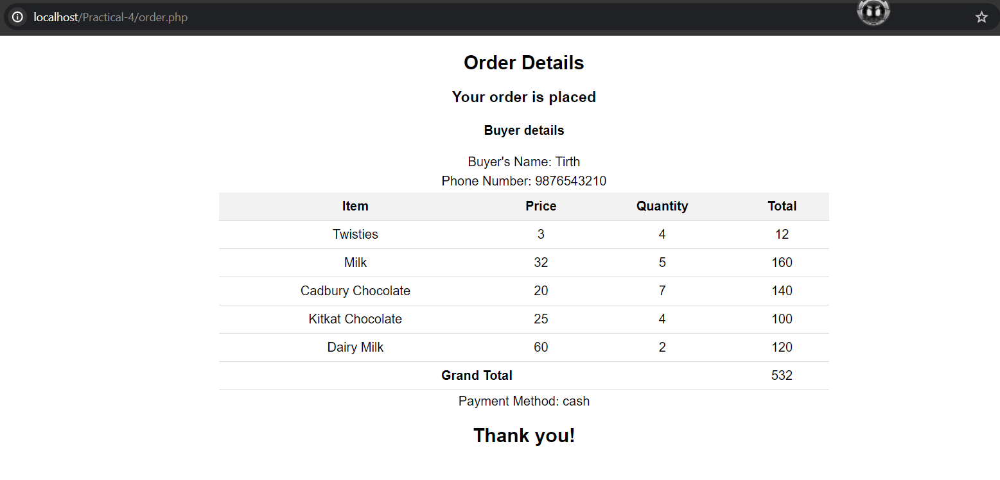 localhost/Practical-4/order.php
Order Details
Your order is placed
Buyer details
Buyer's Name: Tirth
Phone Number: 9876543210
Item Price Quantity Total
Twisties 3 4 12
Milk 32 5 160
Cadbury Chocolate 20 7 140
Kitkat Chocolate 25 4 100
Dairy Milk 60 2 120
Grand Total 532
Payment Method: cash
Thank you!